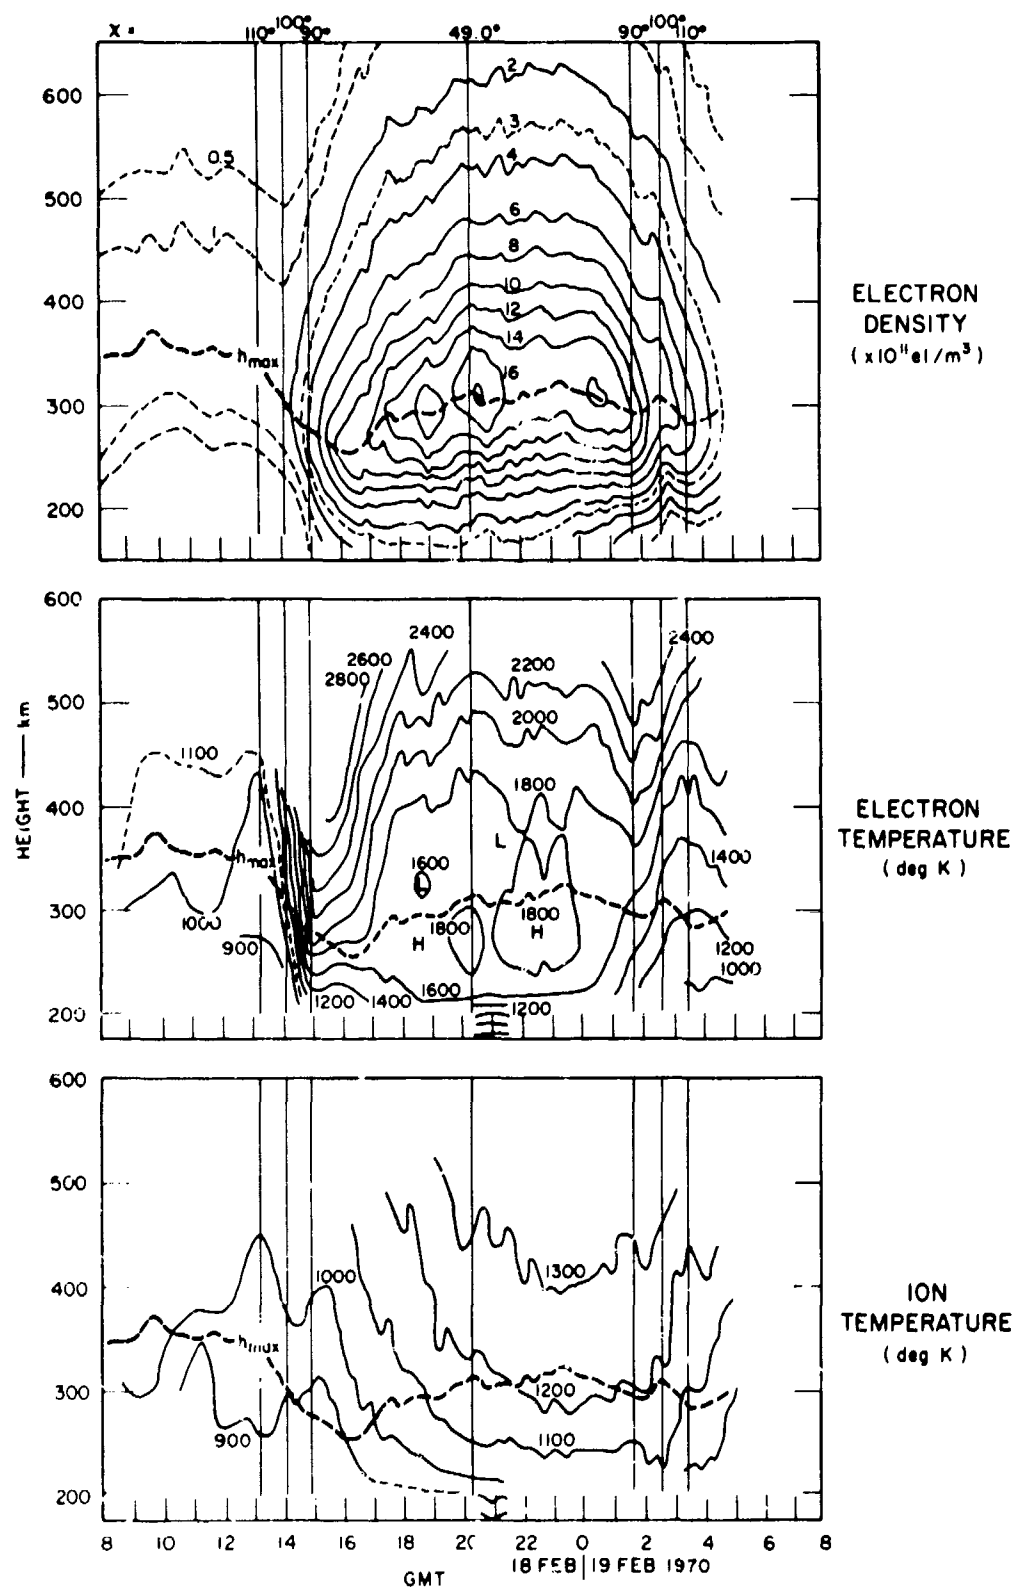 χ = 110° 100° 90° 49.0° 90° 100° 110°
600
500
400
300
200
0.5
1
hmax
2
3
4
6
8
10
12
14
16
ELECTRON
DENSITY
(x10¹¹el/m³)
HEIGHT — km
600
500
400
300
200
1100
hmax
1000
900
2800
2600
2400
2200
2000
1800
L
1600
L
1800
H
1800
H
1200
1400
1600
1200
2400
1400
1200
1000
ELECTRON
TEMPERATURE
(deg K)
600
500
400
300
200
hmax
900
1000
1300
1200
1100
ION
TEMPERATURE
(deg K)
8 10 12 14 16 18 20 22 0 2 4 6 8
18 FEB | 19 FEB 1970
GMT